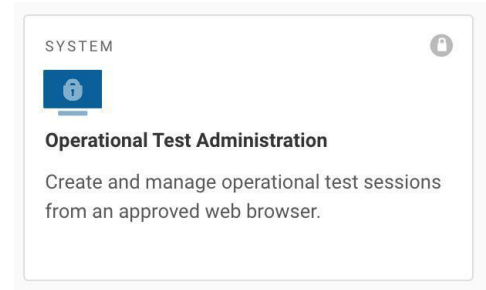 SYSTEM
Operational Test Administration
Create and manage operational test sessions
from an approved web browser.